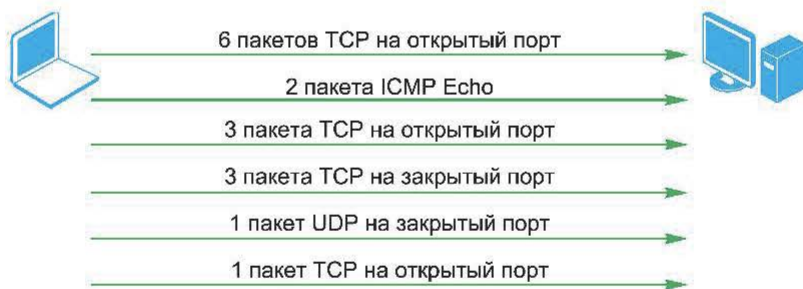 6 пакетов TCP на открытый порт
2 пакета ICMP Echo
3 пакета TCP на открытый порт
3 пакета TCP на закрытый порт
1 пакет UDP на закрытый порт
1 пакет TCP на открытый порт